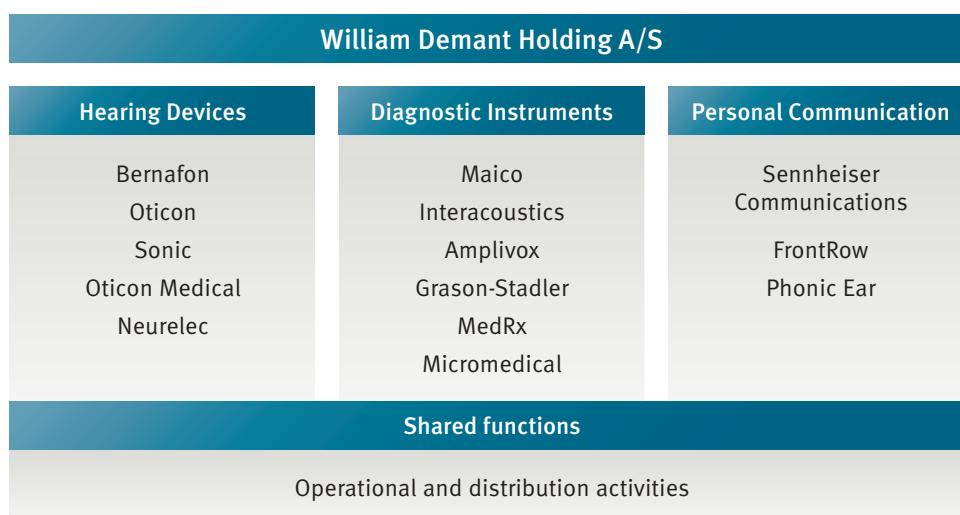 William Demant Holding A/S
Hearing Devices
Bernafon
Oticon
Sonic
Oticon Medical
Neurelec
Diagnostic Instruments
Maico
Interacoustics
Amplivox
Grason-Stadler
MedRx
Micromedical
Personal Communication
Sennheiser
Communications
FrontRow
Phonic Ear
Shared functions
Operational and distribution activities